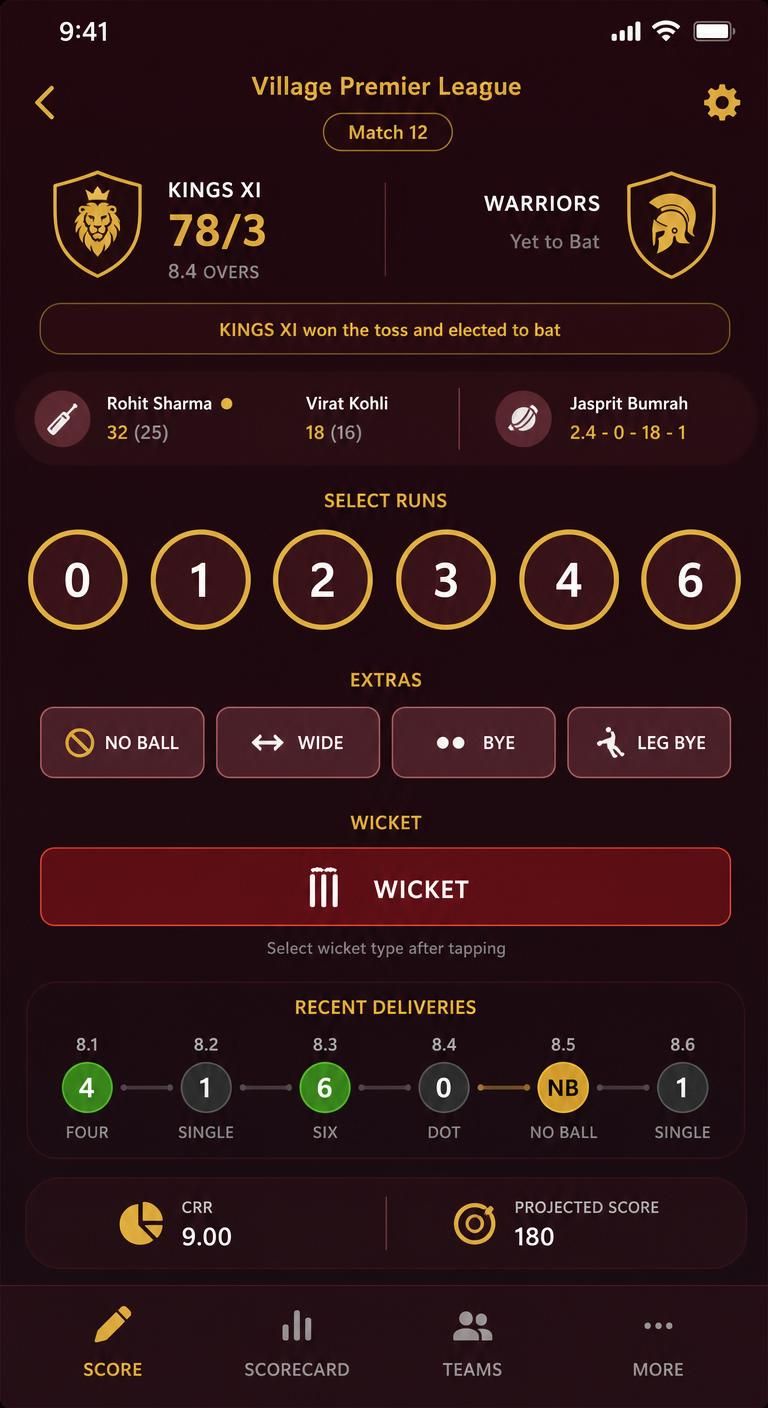 9:41
Village Premier League
Match 12
KINGS XI
78/3
8.4 OVERS
WARRIORS
Yet to Bat
KINGS XI won the toss and elected to bat
Rohit Sharma
32 (25)
Virat Kohli
18 (16)
Jasprit Bumrah
2.4 - 0 - 18 - 1
SELECT RUNS
0 1 2 3 4 6
EXTRAS
NO BALL WIDE BYE LEG BYE
WICKET
WICKET
Select wicket type after tapping
RECENT DELIVERIES
8.1 8.2 8.3 8.4 8.5 8.6
4 1 6 0 NB 1
FOUR SINGLE SIX DOT NO BALL SINGLE
CRR
9.00
PROJECTED SCORE
180
SCORE SCORECARD TEAMS MORE